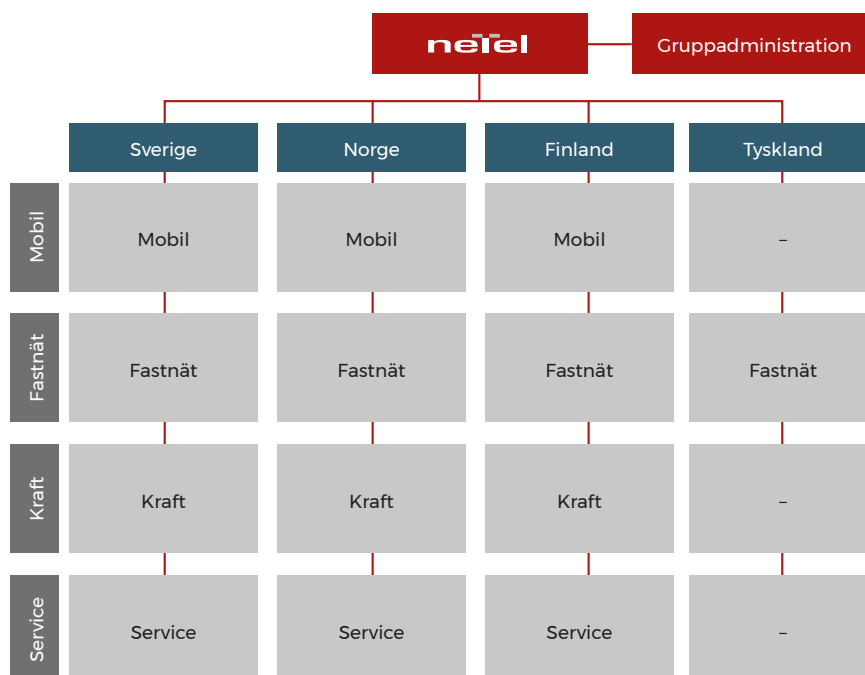 netel
Gruppadministration
Sverige
Norge
Finland
Tyskland
Mobil
Mobil
Mobil
Mobil
–
Fastnät
Fastnät
Fastnät
Fastnät
Fastnät
Kraft
Kraft
Kraft
Kraft
–
Service
Service
Service
Service
–